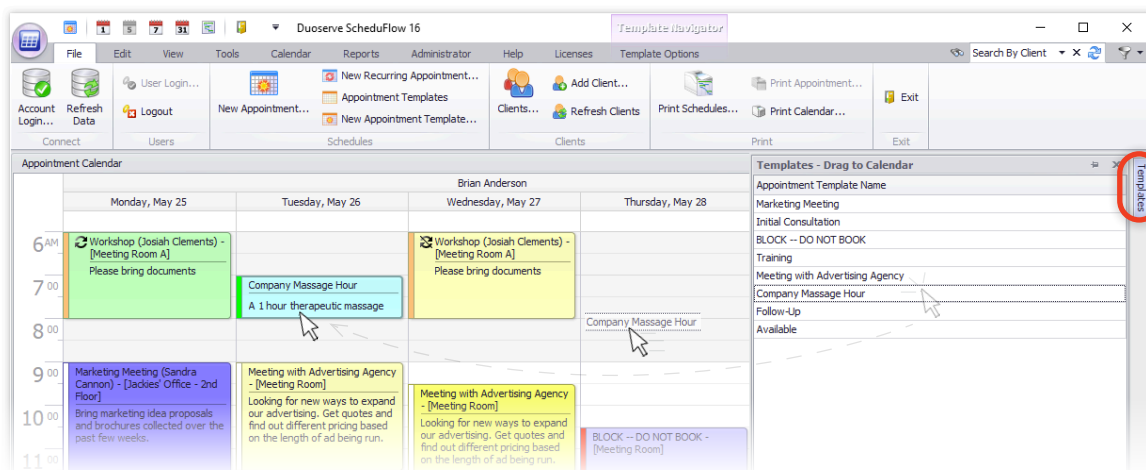 1 5 7 31 Duoserve ScheduFlow 16 Template Navigator
File Edit View Tools Calendar Reports Administrator Help Licenses Template Options Search By Client
Account Login...
Refresh Data
Connect
User Login...
Logout
Users
New Appointment...
New Recurring Appointment...
Appointment Templates
New Appointment Template...
Schedules
Clients...
Add Client...
Refresh Clients
Clients
Print Schedules...
Print Appointment...
Print Calendar...
Print
Exit
Exit
Appointment Calendar
Brian Anderson
Monday, May 25 Tuesday, May 26 Wednesday, May 27 Thursday, May 28
6 AM
7 00
8 00
9 00
10 00
11 00
Workshop (Josiah Clements) -
[Meeting Room A]
Please bring documents
Marketing Meeting (Sandra
Cannon) - [Jackies' Office - 2nd
Floor]
Bring marketing idea proposals
and brochures collected over the
past few weeks.
Company Massage Hour
A 1 hour therapeutic massage
Meeting with Advertising Agency
- [Meeting Room]
Looking for new ways to expand
our advertising. Get quotes and
find out different pricing based
on the length of ad being run.
Workshop (Josiah Clements) -
[Meeting Room A]
Please bring documents
Meeting with Advertising Agency
- [Meeting Room]
Looking for new ways to expand
our advertising. Get quotes and
find out different pricing based
on the length of ad being run.
Company Massage Hour
BLOCK -- DO NOT BOOK -
[Meeting Room]
Templates - Drag to Calendar
Appointment Template Name
Marketing Meeting
Initial Consultation
BLOCK -- DO NOT BOOK
Training
Meeting with Advertising Agency
Company Massage Hour
Follow-Up
Available
Templates